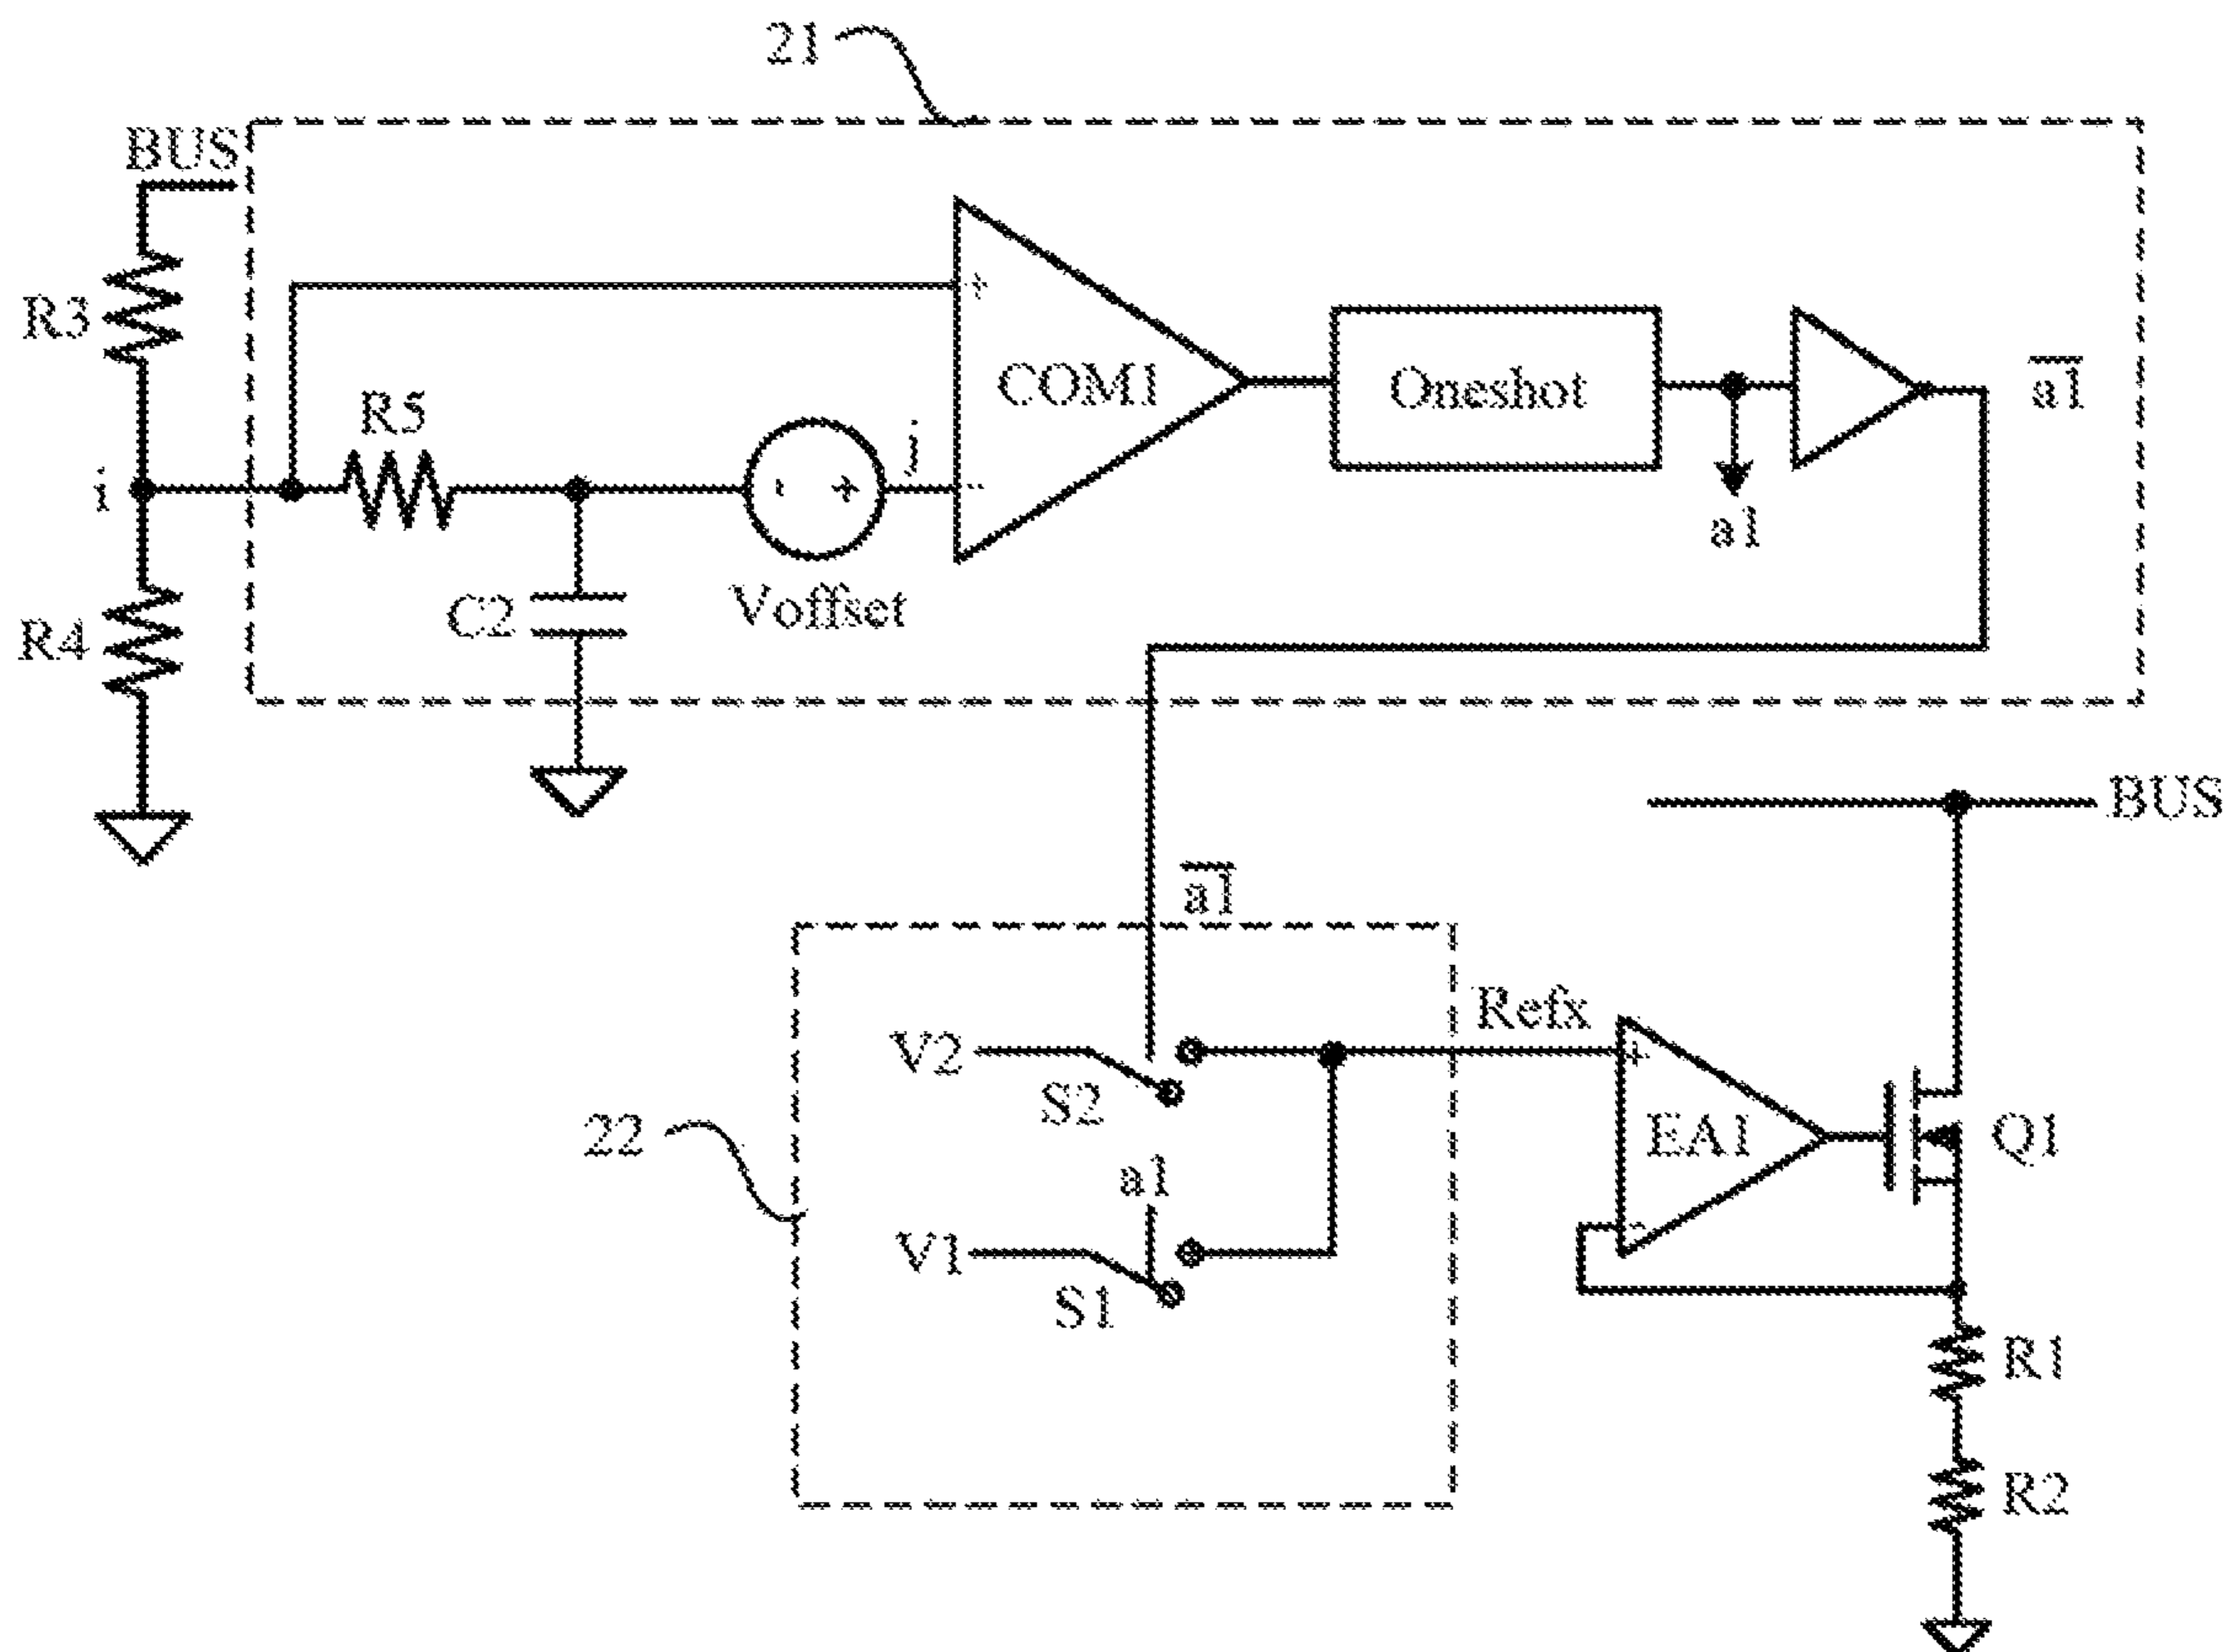 21
BUS
R3
COM1
Oneshot
a1
R5
j
i
a1
Voffset
C2
R4
BUS
a1
Refx
V2
S2
EA1
Q1
22
a1
V1
S1
R1
R2